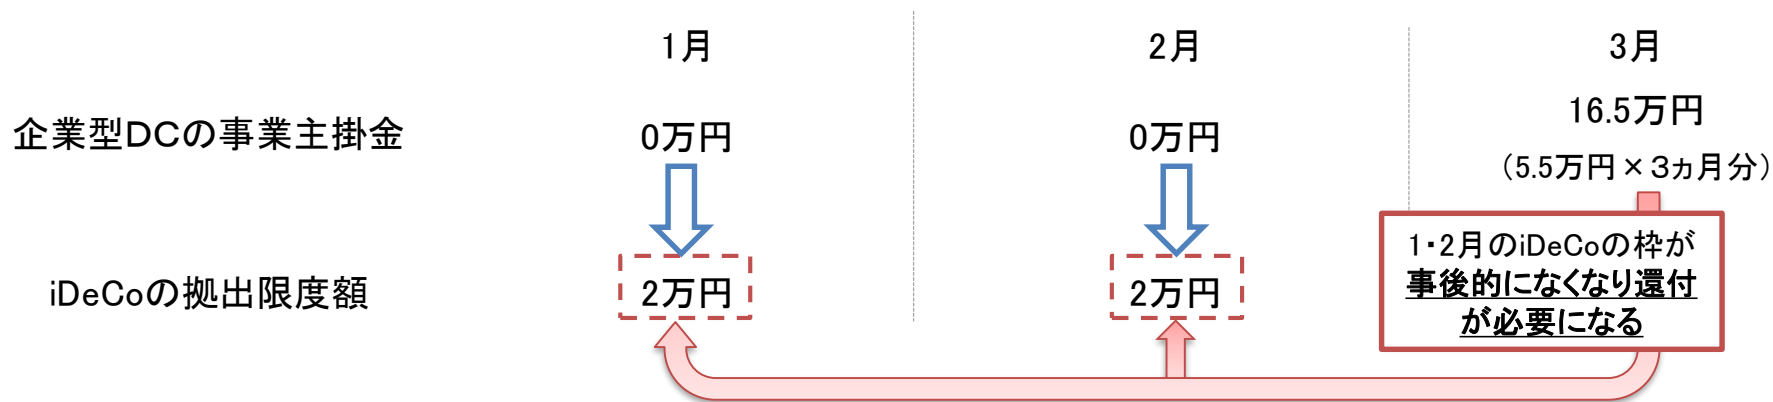 1月
2月
3月
企業型DCの事業主掛金
0万円
0万円
16.5万円
(5.5万円×3ヵ月分)
iDeCoの拠出限度額
2万円
2万円
1・2月のiDeCoの枠が
事後的になくなり還付
が必要になる